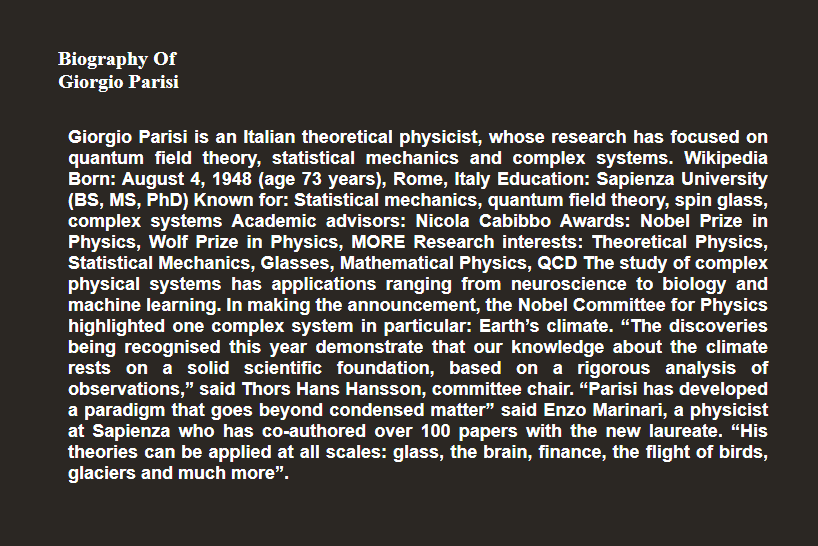 Biography Of
Giorgio Parisi
Giorgio Parisi is an Italian theoretical physicist, whose research has focused on
quantum field theory, statistical mechanics and complex systems. Wikipedia
Born: August 4, 1948 (age 73 years), Rome, Italy Education: Sapienza University
(BS, MS, PhD) Known for: Statistical mechanics, quantum field theory, spin glass,
complex systems Academic advisors: Nicola Cabibbo Awards: Nobel Prize in
Physics, Wolf Prize in Physics, MORE Research interests: Theoretical Physics,
Statistical Mechanics, Glasses, Mathematical Physics, QCD The study of complex
physical systems has applications ranging from neuroscience to biology and
machine learning. In making the announcement, the Nobel Committee for Physics
highlighted one complex system in particular: Earth’s climate. “The discoveries
being recognised this year demonstrate that our knowledge about the climate
rests on a solid scientific foundation, based on a rigorous analysis of
observations,” said Thors Hans Hansson, committee chair. “Parisi has developed
a paradigm that goes beyond condensed matter” said Enzo Marinari, a physicist
at Sapienza who has co-authored over 100 papers with the new laureate. “His
theories can be applied at all scales: glass, the brain, finance, the flight of birds,
glaciers and much more”.